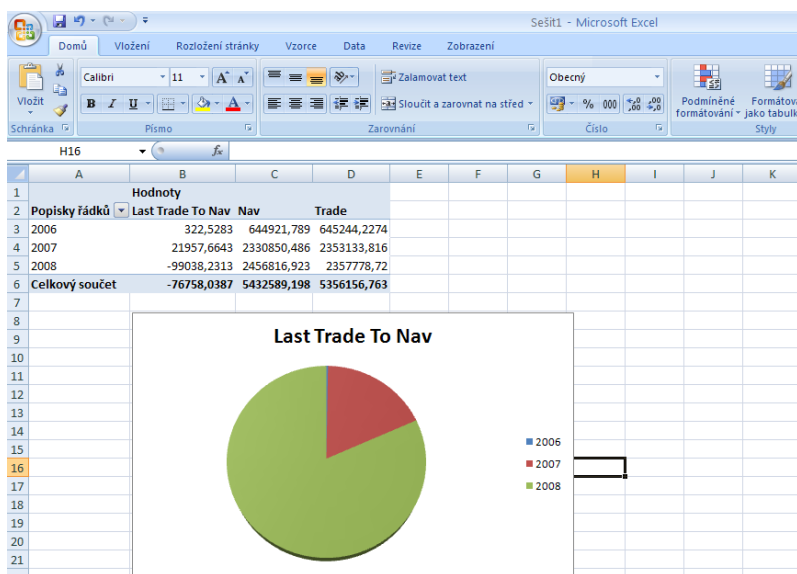 Sešit1 - Microsoft Excel
Domů Vložení Rozložení stránky Vzorce Data Revize Zobrazení
Calibri 11 A A Zalamovat text Obecný
Vložit B I U A Sloučit a zarovnat na střed % 000 ,00 ,0 Podmíněné formátování Formátova jako tabulk
Schránka Písmo Zarovnání Číslo Styly
H16 fx
A B C D E F G H I J K
1 Hodnoty
2 Popisky řádků Last Trade To Nav Nav Trade
3 2006 322,5283 644921,789 645244,2274
4 2007 21957,6643 2330850,486 2353133,816
5 2008 -99038,2313 2456816,923 2357778,72
6 Celkový součet -76758,0387 5432589,198 5356156,763
7
8
9 Last Trade To Nav
10
11
12
13
14
15 2006
16 2007
17 2008
18
19
20
21